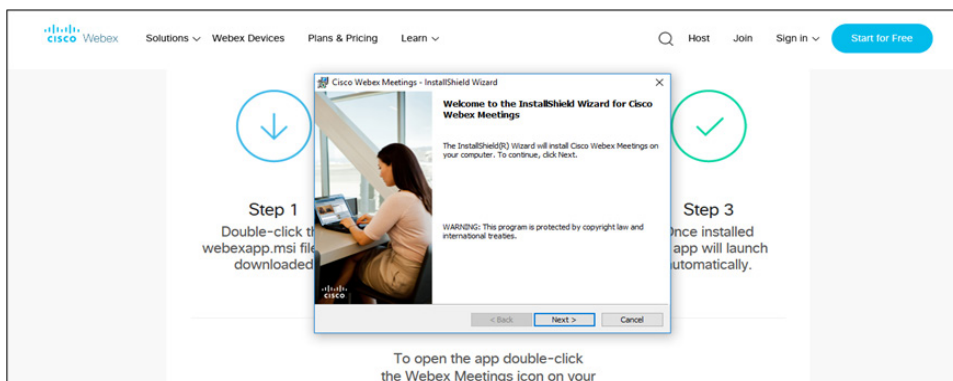 CISCO Webex Solutions Webex Devices Plans & Pricing Learn Host Join Sign in Start for Free
Cisco Webex Meetings - InstallShield Wizard
Welcome to the InstallShield Wizard for Cisco
Webex Meetings
The InstallShield(R) Wizard will install Cisco Webex Meetings on
your computer. To continue, click Next.
WARNING: This program is protected by copyright law and
international treaties.
CISCO
< Back Next > Cancel
Step 1
Double-click
webexapp.msi
downloaded
Step 3
installed
app will launch
To open the app double-click
the Webex Meetings icon on your